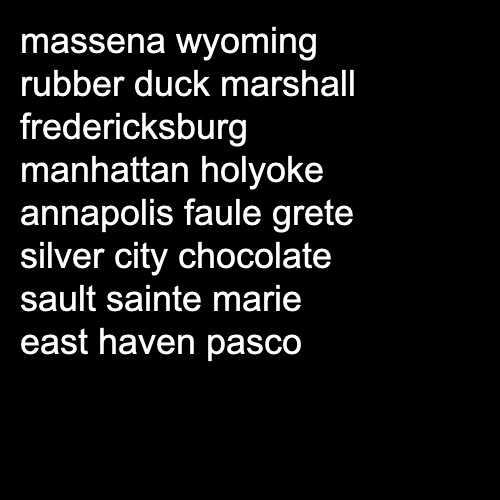 massena wyoming
rubber duck marshall
fredericksburg
manhattan holyoke
annapolis faule grete
silver city chocolate
sault sainte marie
east haven pasco